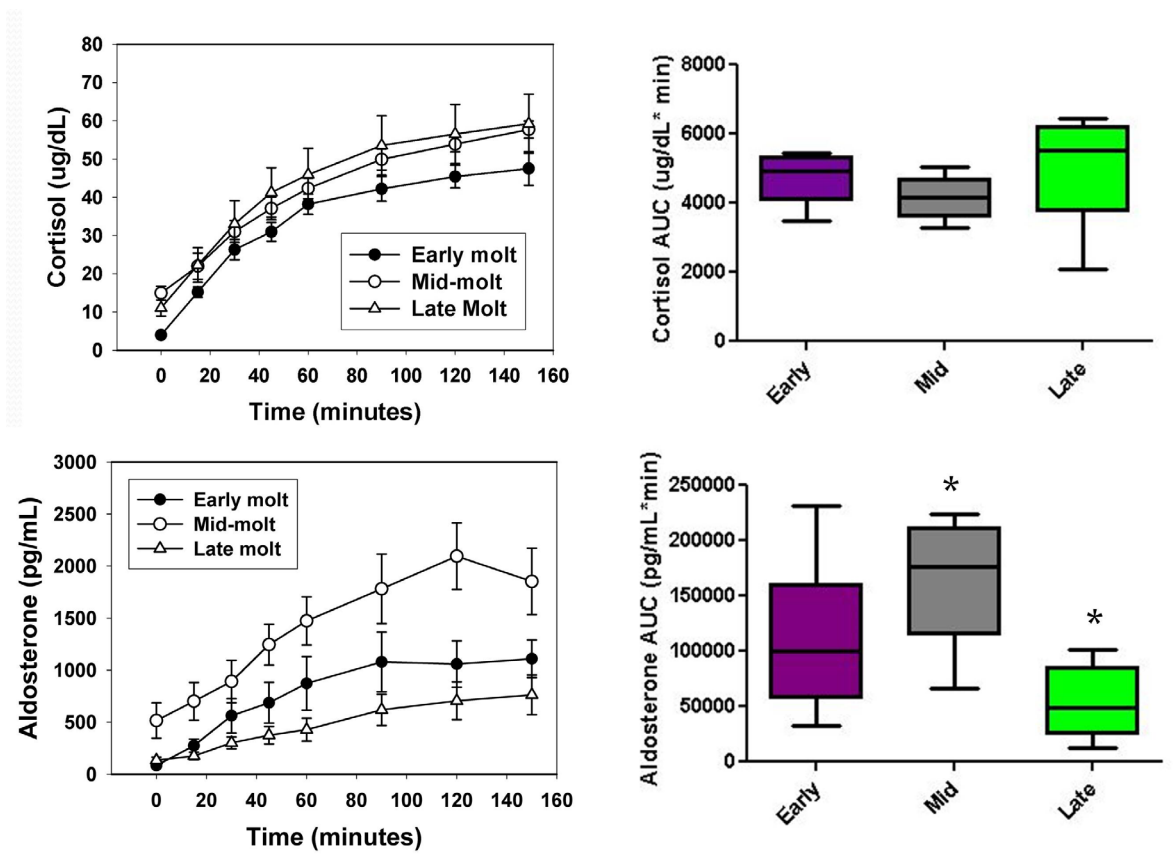 80
70
60
50
40
30
20
10
0
Cortisol (ug/dL)
Early molt
Mid-molt
Late Molt
0 20 40 60 80 100 120 140 160
Time (minutes)
8000
6000
4000
2000
0
Cortisol AUC (ug/dL* min)
Early Mid Late
3000
2500
2000
1500
1000
500
0
Aldosterone (pg/mL)
Early molt
Mid-molt
Late molt
0 20 40 60 80 100 120 140 160
Time (minutes)
250000
200000
150000
100000
50000
0
Aldosterone AUC (pg/mL*min)
*
*
Early Mid Late